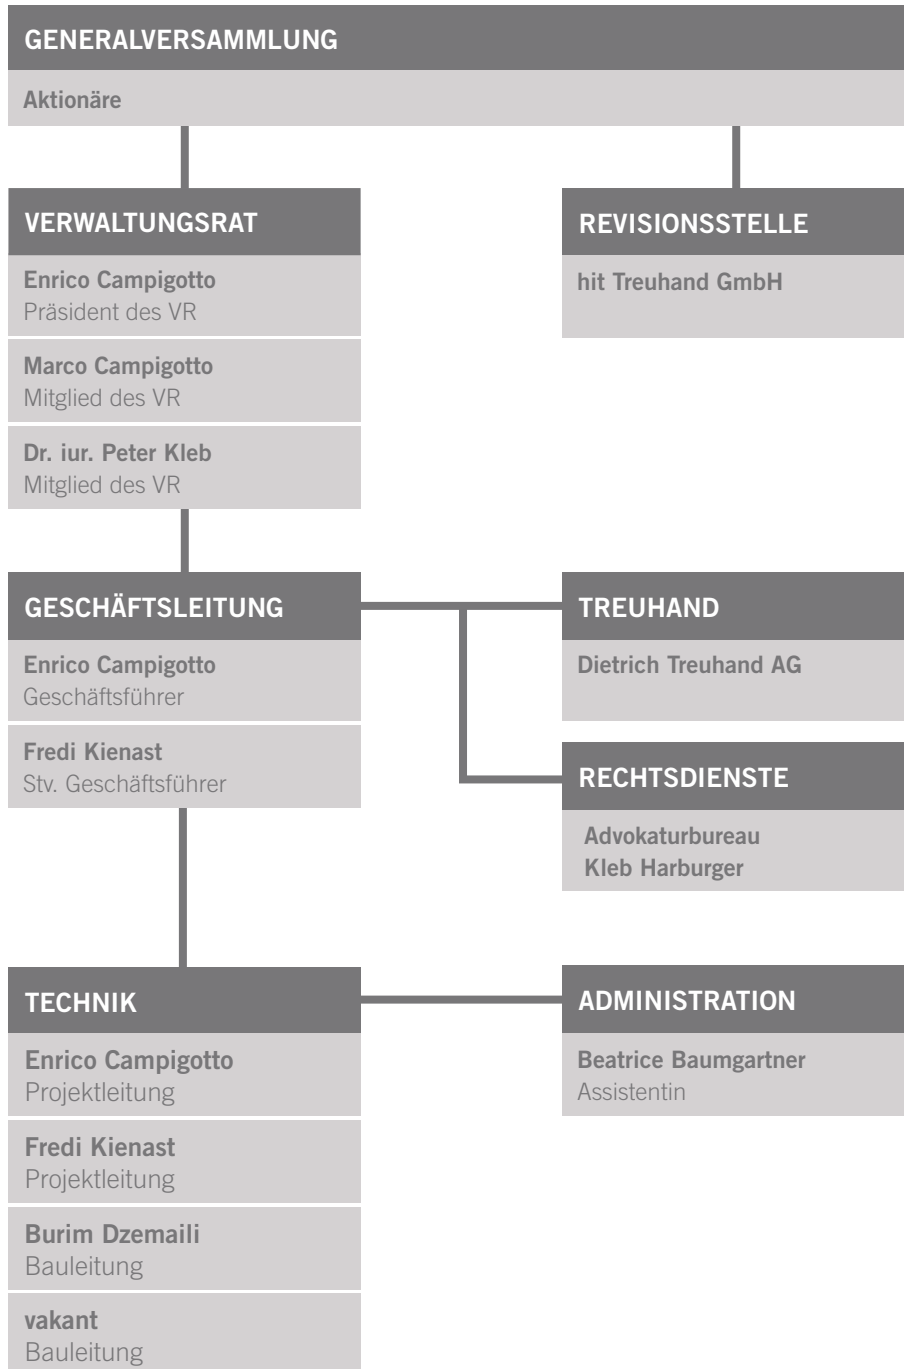 GENERALVERSAMMLUNG
Aktionäre
VERWALTUNGSRAT
Enrico Campigotto
Präsident des VR
Marco Campigotto
Mitglied des VR
Dr. iur. Peter Kleb
Mitglied des VR
REVISIONSSTELLE
hit Treuhand GmbH
GESCHÄFTSLEITUNG
Enrico Campigotto
Geschäftsführer
Fredi Kienast
Stv. Geschäftsführer
TREUHAND
Dietrich Treuhand AG
RECHTSDIENSTE
Advokaturbureau
Kleb Harburger
TECHNIK
Enrico Campigotto
Projektleitung
Fredi Kienast
Projektleitung
Burim Dzemaili
Bauleitung
vakant
Bauleitung
ADMINISTRATION
Beatrice Baumgartner
Assistentin